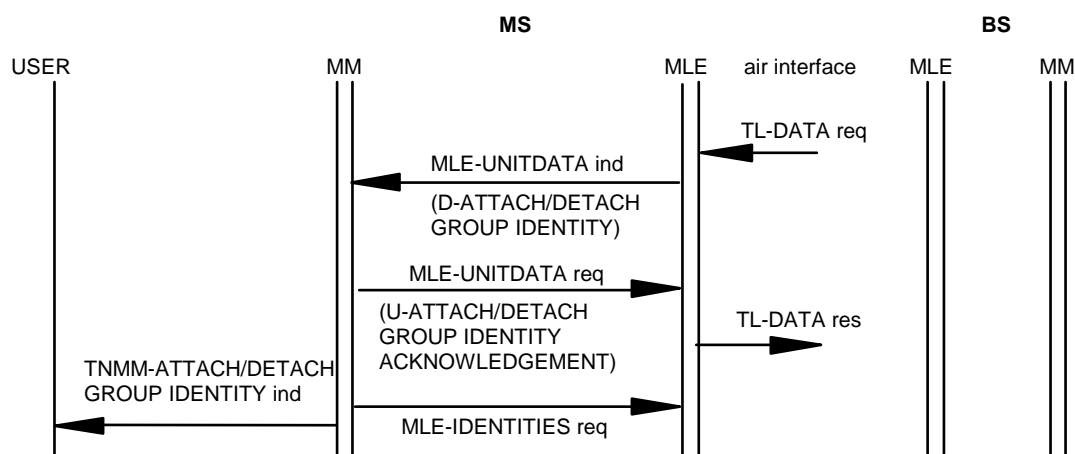 MS BS
USER MM MLE air interface MLE MM
TL-DATA req
MLE-UNITDATA ind
(D-ATTACH/DETACH
GROUP IDENTITY)
MLE-UNITDATA req
(U-ATTACH/DETACH
GROUP IDENTITY
ACKNOWLEDGEMENT)
TL-DATA res
TNMM-ATTACH/DETACH
GROUP IDENTITY ind
MLE-IDENTITIES req